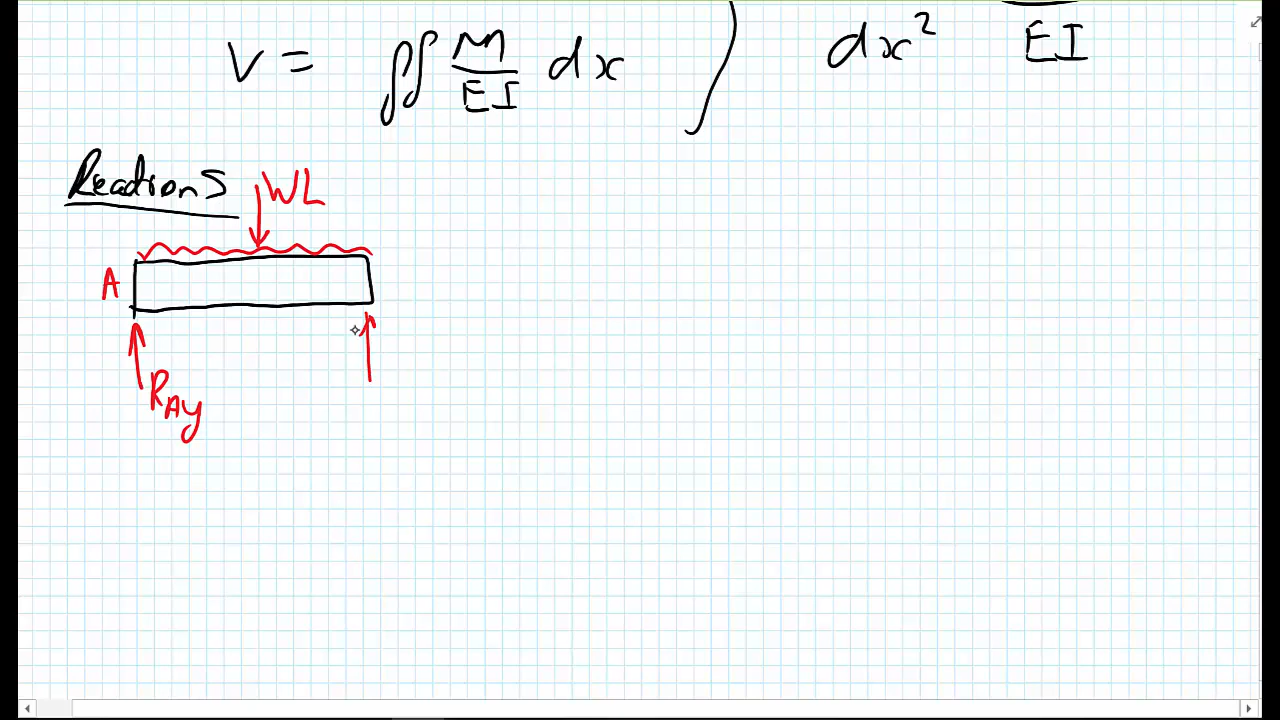 V = ∬ M/EI dx ) dx² EI
Reactions
WL
A
RAy